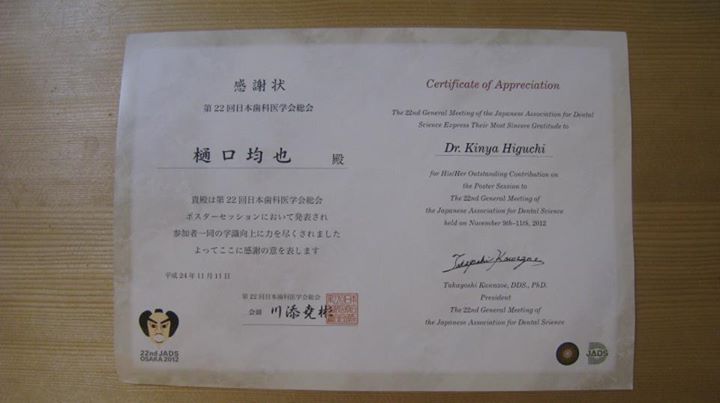 感謝状
第22回日本歯科医学会総会
樋口均也 殿
貴殿は第22回日本歯科医学会総会
ポスターセッションにおいて発表され
参加者一同の学識向上に力を尽くされました
よってここに感謝の意を表します
平成24年11月11日
第22回日本歯科医学会総会
会頭 川添堯彬
22nd JADS
OSAKA 2012
Certificate of Appreciation
The 22nd General Meeting of the Japanese Association for Dental
Science Express Their Most Sincere Gratitude to
Dr. Kinya Higuchi
for His/Her Outstanding Contribution on
the Poster Session to
The 22nd General Meeting of
the Japanese Association for Dental Science
held on November 9th-11th, 2012
Takayoshi Kawazoe
Takayoshi Kawazoe, DDS., PhD.
President
The 22nd General Meeting of
the Japanese Association for Dental Science
JADS